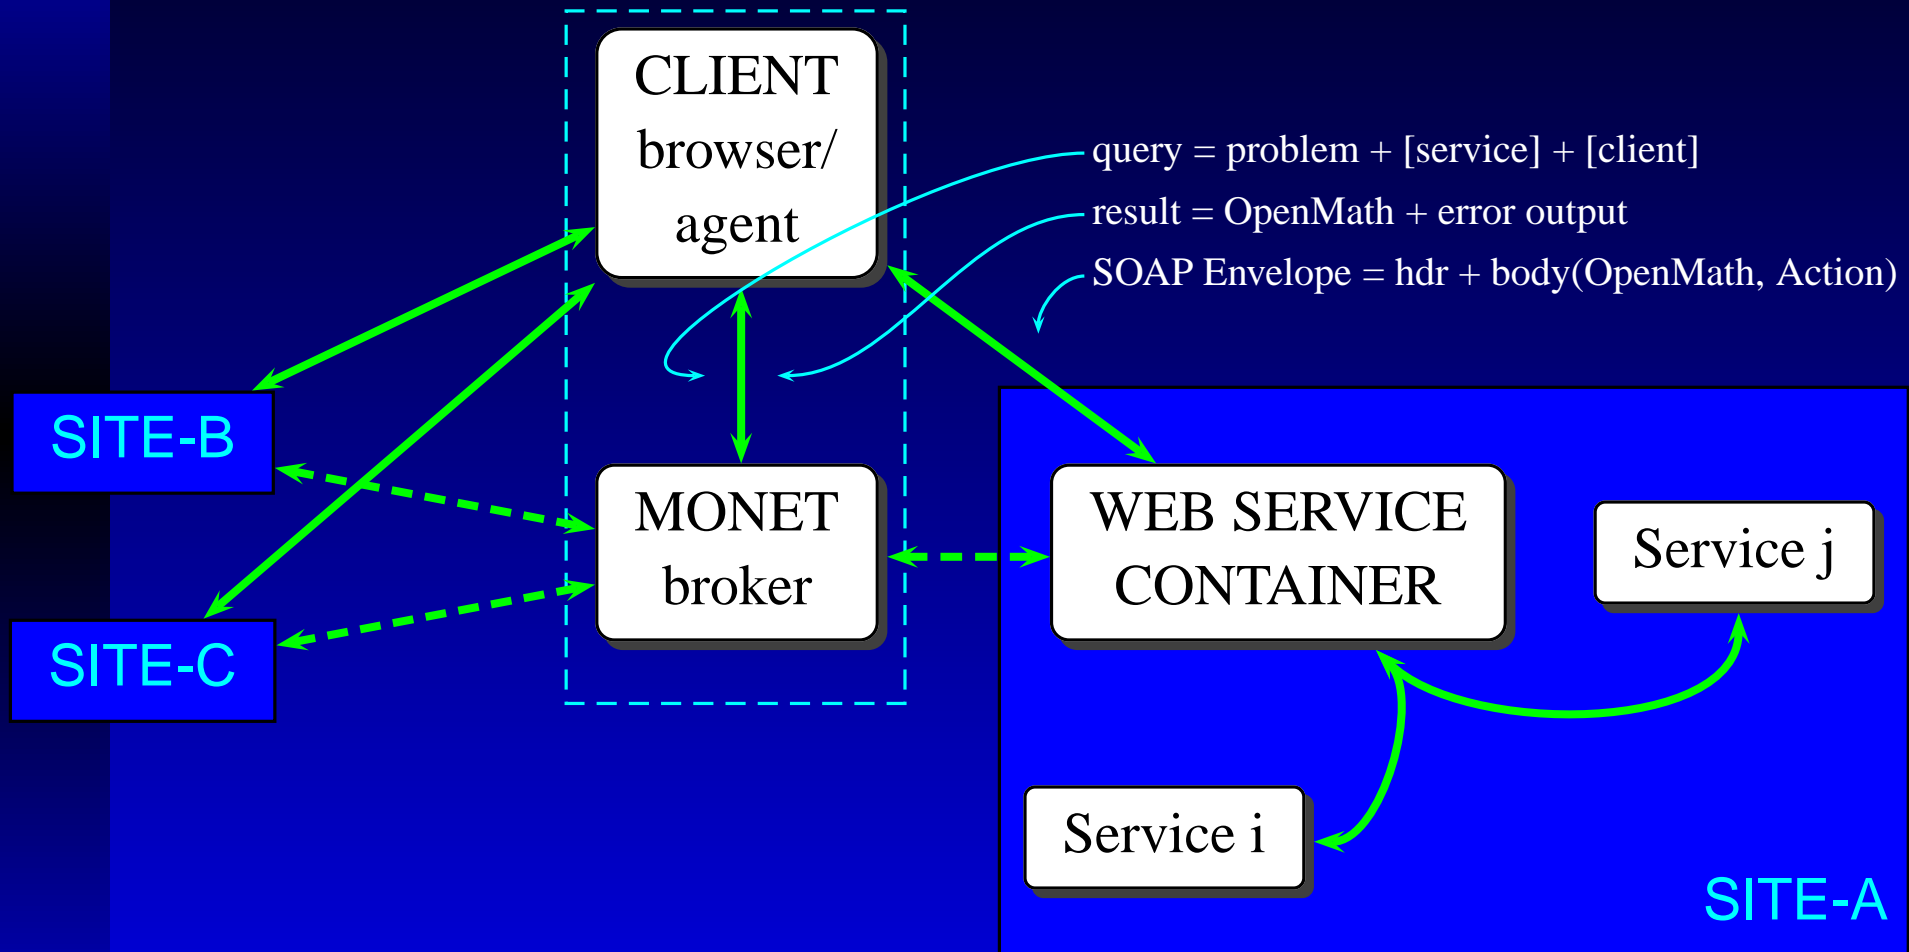 CLIENT
browser/
agent
query = problem + [service] + [client]
result = OpenMath + error output
SOAP Envelope = hdr + body(OpenMath, Action)
SITE-B
SITE-C
MONET
broker
WEB SERVICE
CONTAINER
Service j
Service i
SITE-A